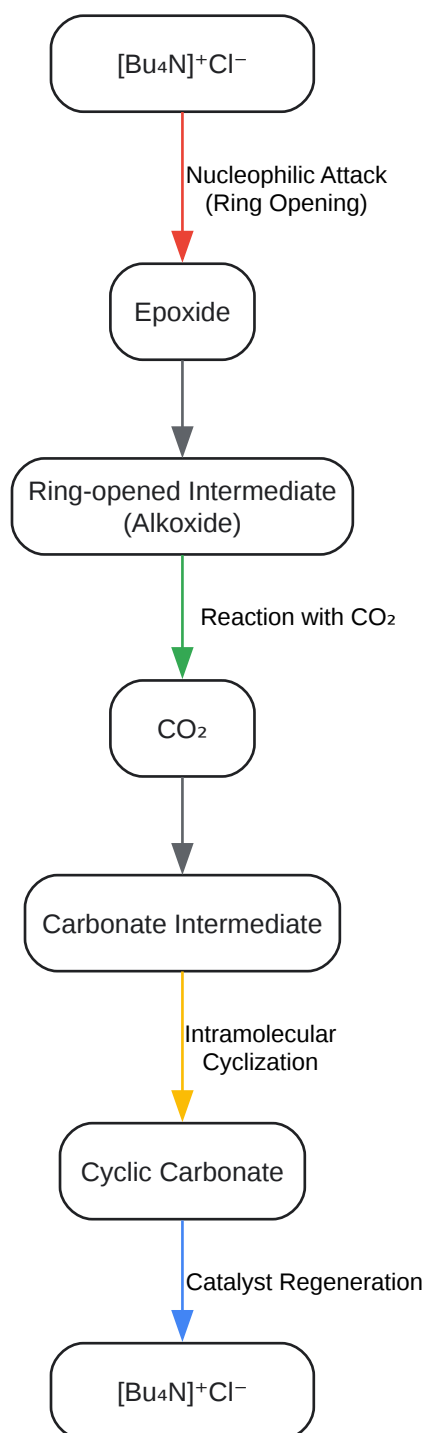 [Bu₄N]⁺Cl⁻
Nucleophilic Attack
(Ring Opening)
Epoxide
Ring-opened Intermediate
(Alkoxide)
Reaction with CO₂
CO₂
Carbonate Intermediate
Intramolecular
Cyclization
Cyclic Carbonate
Catalyst Regeneration
[Bu₄N]⁺Cl⁻